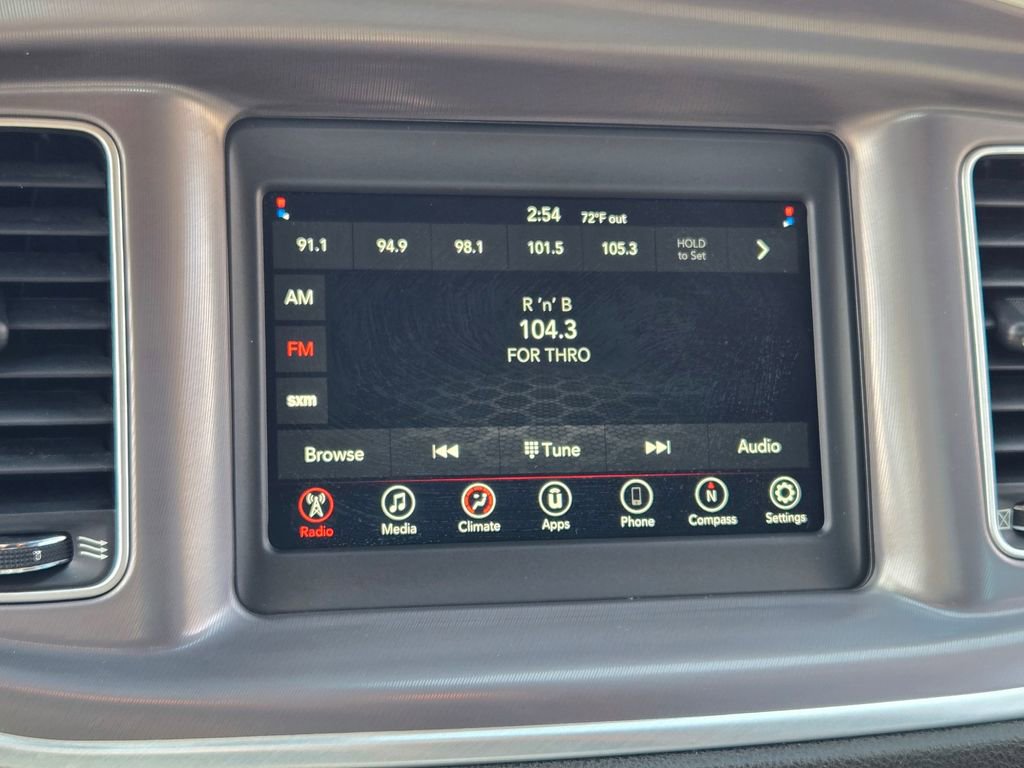 2:54 72°F out
91.1 94.9 98.1 101.5 105.3 HOLD to Set
AM
FM
sxm
R 'n' B
104.3
FOR THRO
Browse Tune Audio
Radio Media Climate Apps Phone N Compass Settings